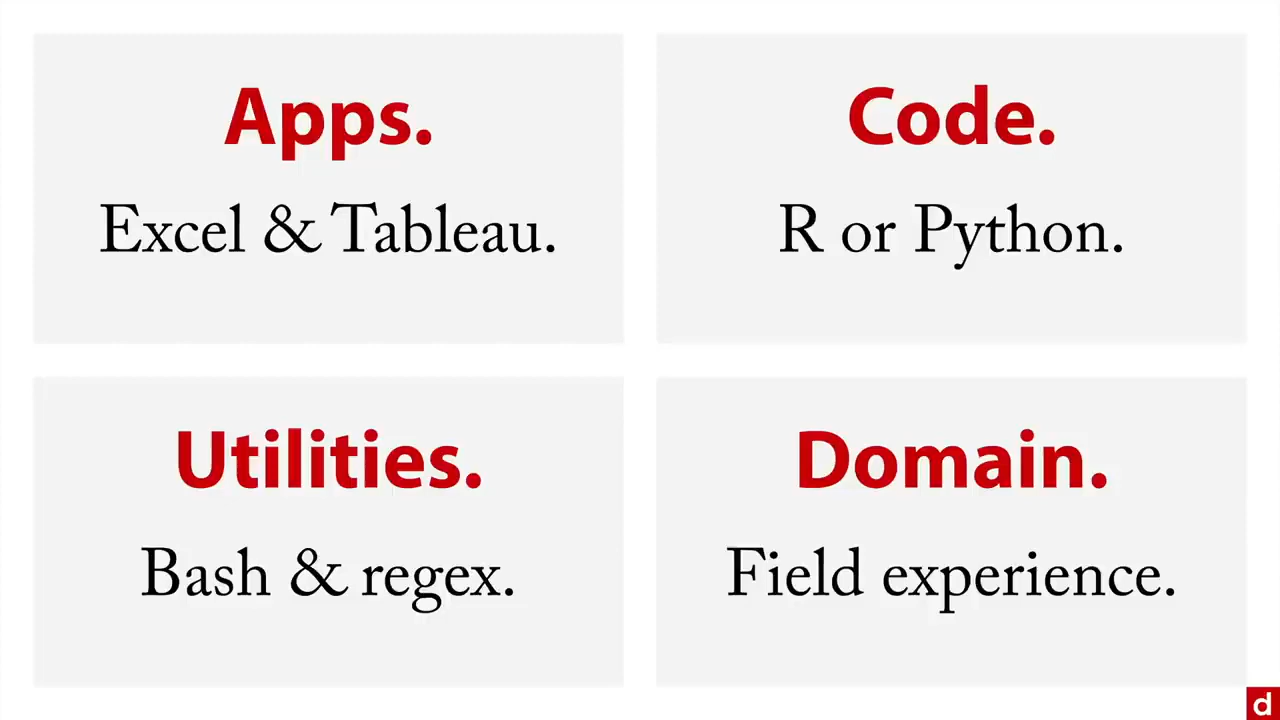 Apps.
Excel & Tableau.
Code.
R or Python.
Utilities.
Bash & regex.
Domain.
Field experience.
d